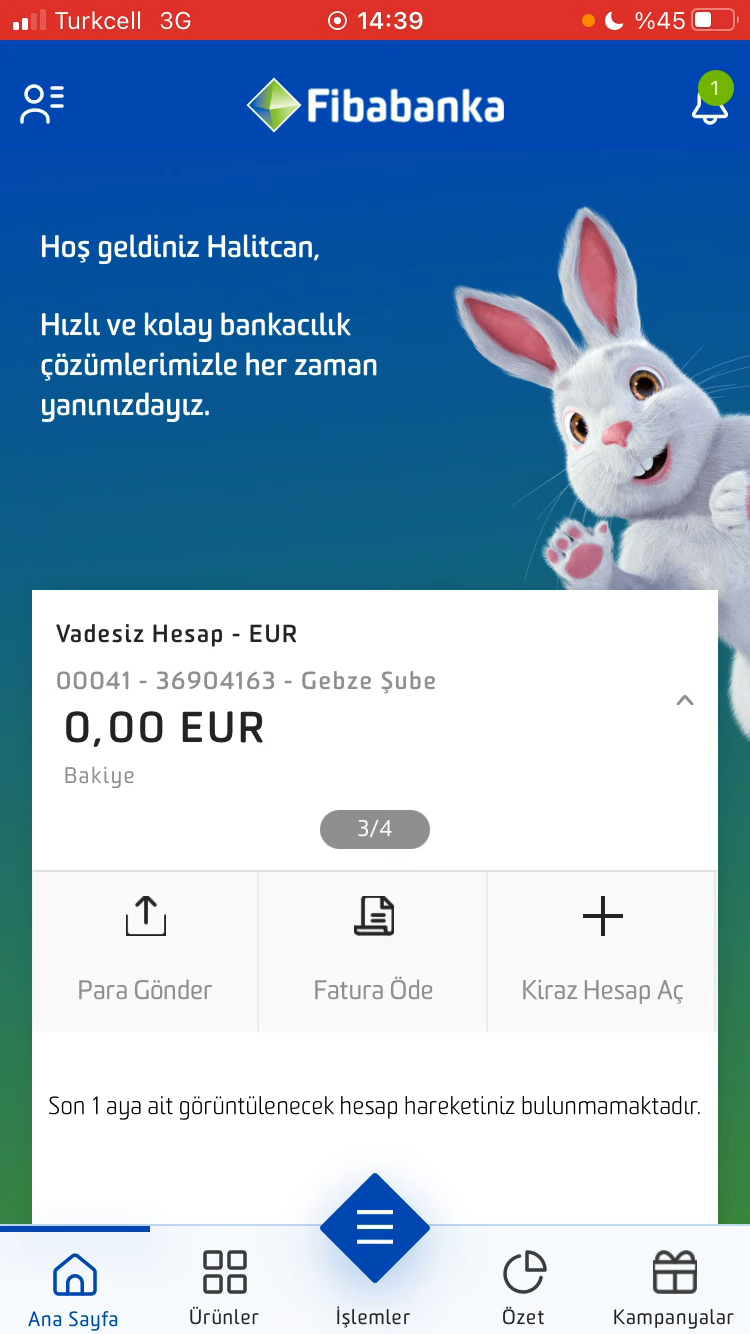 Turkcell 3G 14:39 %45
Fibabanka
1
Hoş geldiniz Halitcan,
Hızlı ve kolay bankacılık
çözümlerimizle her zaman
yanınızdayız.
Vadesiz Hesap - EUR
00041 - 36904163 - Gebze Şube
0,00 EUR
Bakiye
3/4
Para Gönder Fatura Öde Kiraz Hesap Aç
Son 1 aya ait görüntülenecek hesap hareketiniz bulunmamaktadır.
Ana Sayfa Ürünler İşlemler Özet Kampanyalar